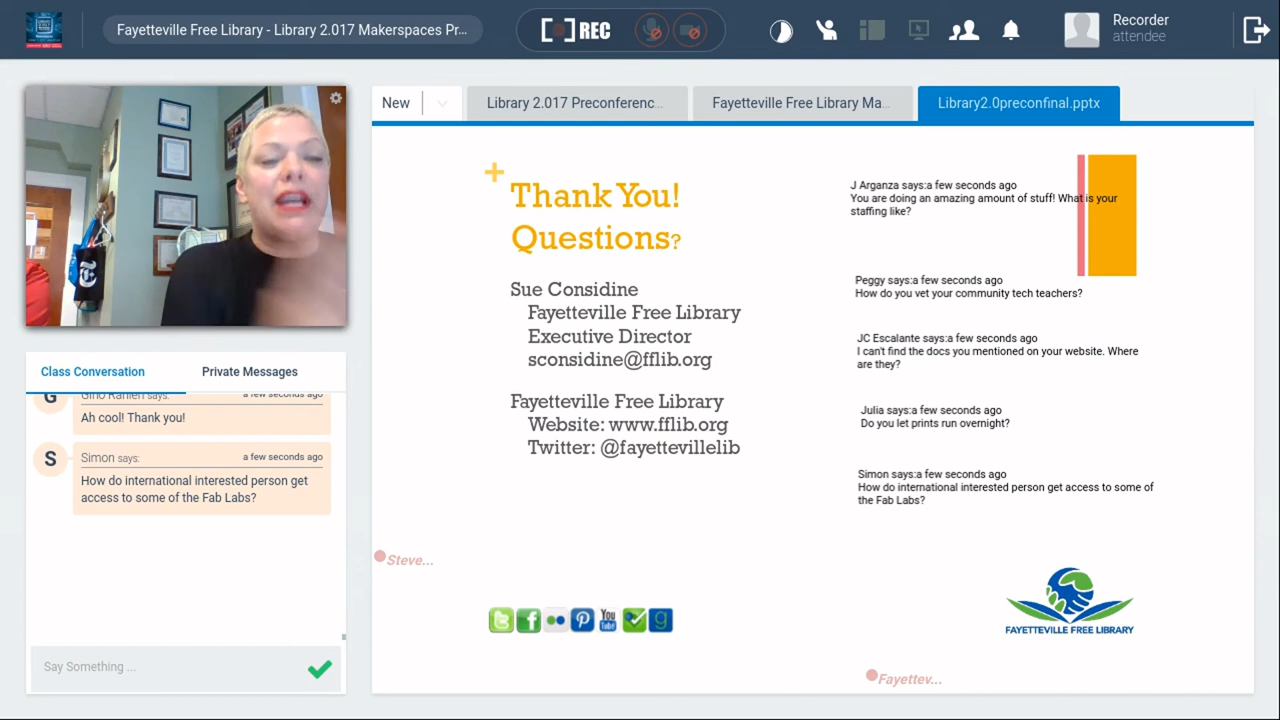 Fayetteville Free Library - Library 2.017 Makerspaces Pr...
REC
Recorder
attendee
New
Library 2.017 Preconferenc...
Fayetteville Free Library Ma...
Library2.0preconfinal.pptx
Thank You!
Questions?
Sue Considine
Fayetteville Free Library
Executive Director
sconsidine@fflib.org
Fayetteville Free Library
Website: www.fflib.org
Twitter: @fayettevillelib
J Arganza says:a few seconds ago
You are doing an amazing amount of stuff! What is your
staffing like?
Peggy says:a few seconds ago
How do you vet your community tech teachers?
JC Escalante says:a few seconds ago
I can't find the docs you mentioned on your website. Where
are they?
Julia says:a few seconds ago
Do you let prints run overnight?
Simon says:a few seconds ago
How do international interested person get access to some of
the Fab Labs?
Steve...
You
Tube
FAYETTEVILLE FREE LIBRARY
Fayettev...
Class Conversation
Private Messages
a few seconds ago
Ah cool! Thank you!
S
Simon says:
a few seconds ago
How do international interested person get
access to some of the Fab Labs?
Say Something ...